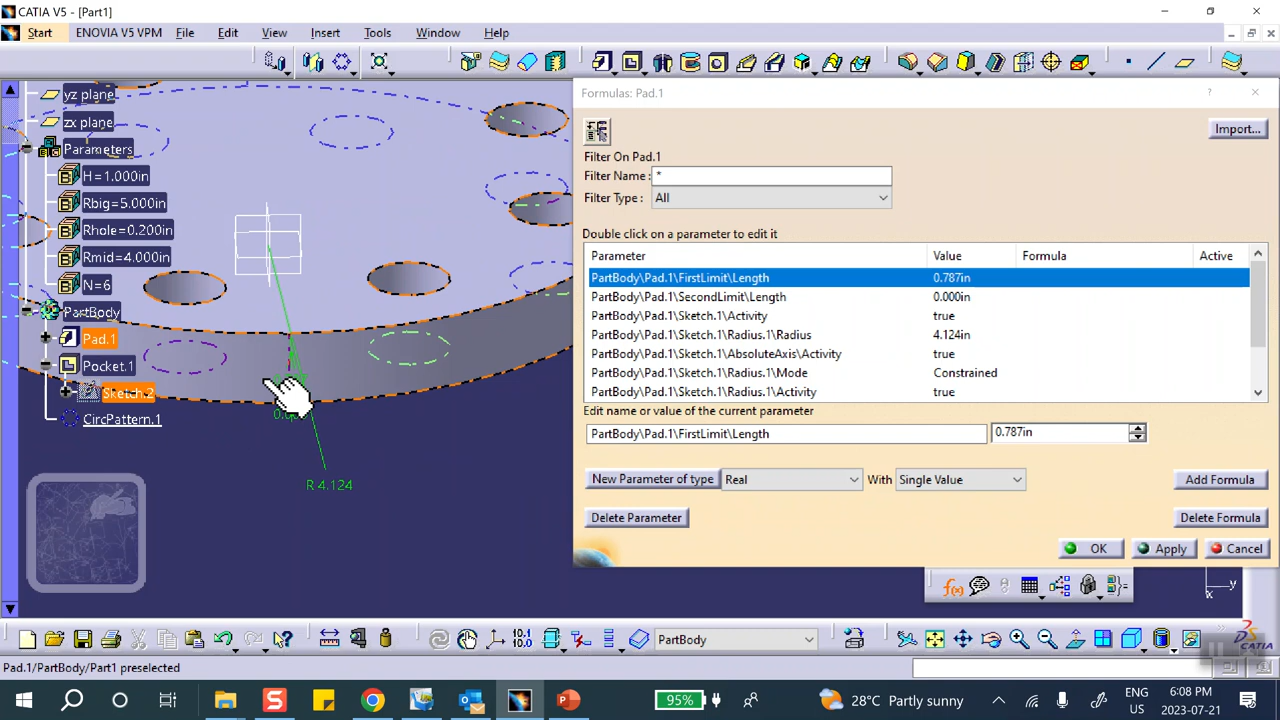 CATIA V5 - [Part1]
Start ENOVIA V5 VPM File Edit View Insert Tools Window Help
yz plane
zx plane
Parameters
H=1.000in
Rbig=5.000in
Rhole=0.200in
Rmid=4.000in
N=6
PartBody
Pad.1
Pocket.1
Sketch.2
CircPattern.1
R 4.124
Formulas: Pad.1
Import...
Filter On Pad.1
Filter Name : *
Filter Type : All
Double click on a parameter to edit it
Parameter Value Formula Active
PartBody\Pad.1\FirstLimit\Length 0.787in
PartBody\Pad.1\SecondLimit\Length 0.000in
PartBody\Pad.1\Sketch.1\Activity true
PartBody\Pad.1\Sketch.1\Radius.1\Radius 4.124in
PartBody\Pad.1\Sketch.1\AbsoluteAxis\Activity true
PartBody\Pad.1\Sketch.1\Radius.1\Mode Constrained
PartBody\Pad.1\Sketch.1\Radius.1\Activity true
Edit name or value of the current parameter
PartBody\Pad.1\FirstLimit\Length 0.787in
New Parameter of type Real With Single Value Add Formula
Delete Parameter Delete Formula
OK Apply Cancel
f(x)
y
x
10.1
10:0
PartBody
Pad.1/PartBody/Part1 preselected
95%
28°C Partly sunny
ENG
US
6:08 PM
2023-07-21